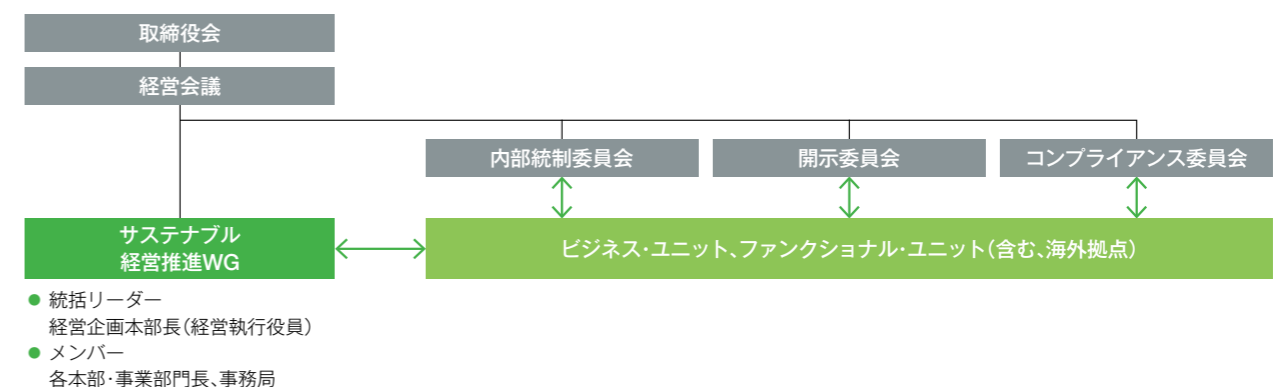 取締役会
経営会議
内部統制委員会
開示委員会
コンプライアンス委員会
サステナブル
経営推進WG
ビジネス・ユニット、ファンクショナル・ユニット(含む、海外拠点)
● 統括リーダー
経営企画本部長(経営執行役員)
● メンバー
各本部・事業部門長、事務局